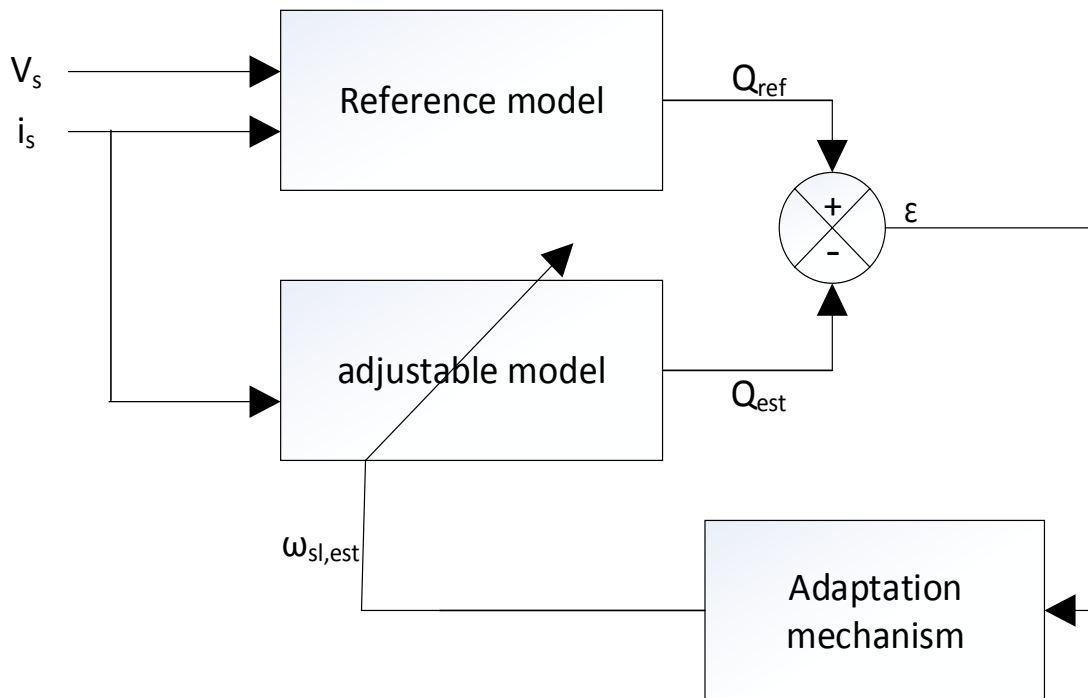 Vs
is
Reference model
Qref
+
-
ε
adjustable model
Qest
ωsl,est
Adaptation
mechanism